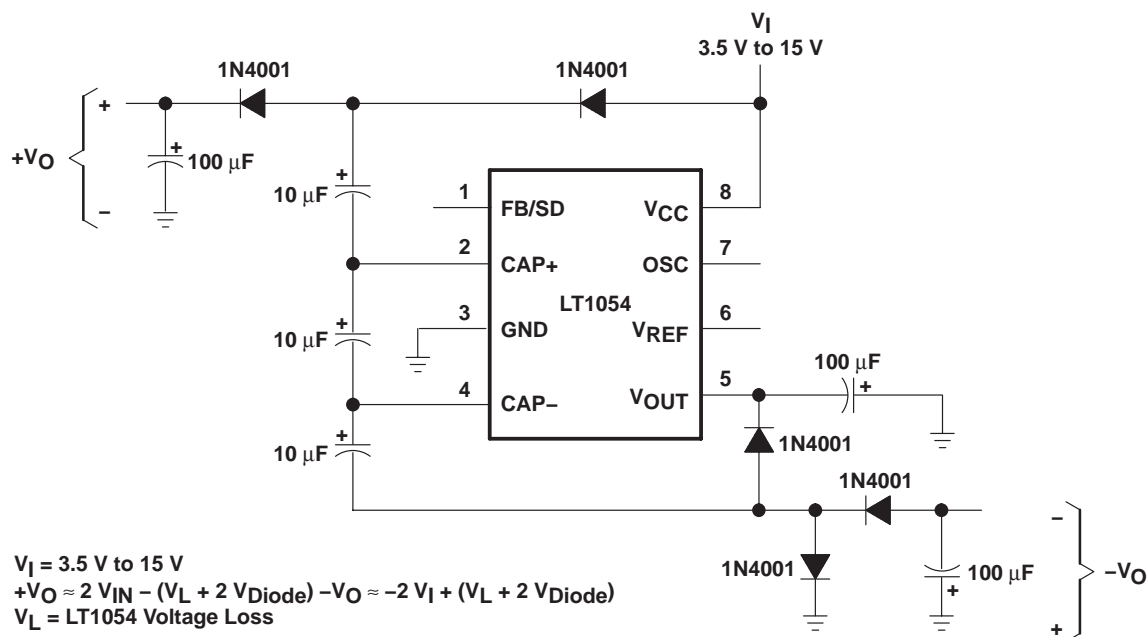 V_I
3.5 V to 15 V
1N4001
1N4001
+
+V_O
−
+
100 μF
+
10 μF
1
FB/SD
V_CC
8
2
CAP+
OSC
7
LT1054
3
GND
V_REF
6
+
10 μF
4
CAP−
V_OUT
5
100 μF
+
+
10 μF
1N4001
1N4001
1N4001
+
100 μF
−
−V_O
+
V_I = 3.5 V to 15 V
+V_O ≈ 2 V_IN − (V_L + 2 V_Diode) −V_O ≈ −2 V_I + (V_L + 2 V_Diode)
V_L = LT1054 Voltage Loss